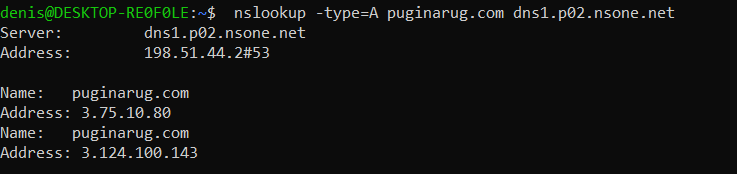 denis@DESKTOP-RE0F0LE:~$ nslookup -type=A puginarug.com dns1.p02.nsone.net
Server: dns1.p02.nsone.net
Address: 198.51.44.2#53
Name: puginarug.com
Address: 3.75.10.80
Name: puginarug.com
Address: 3.124.100.143